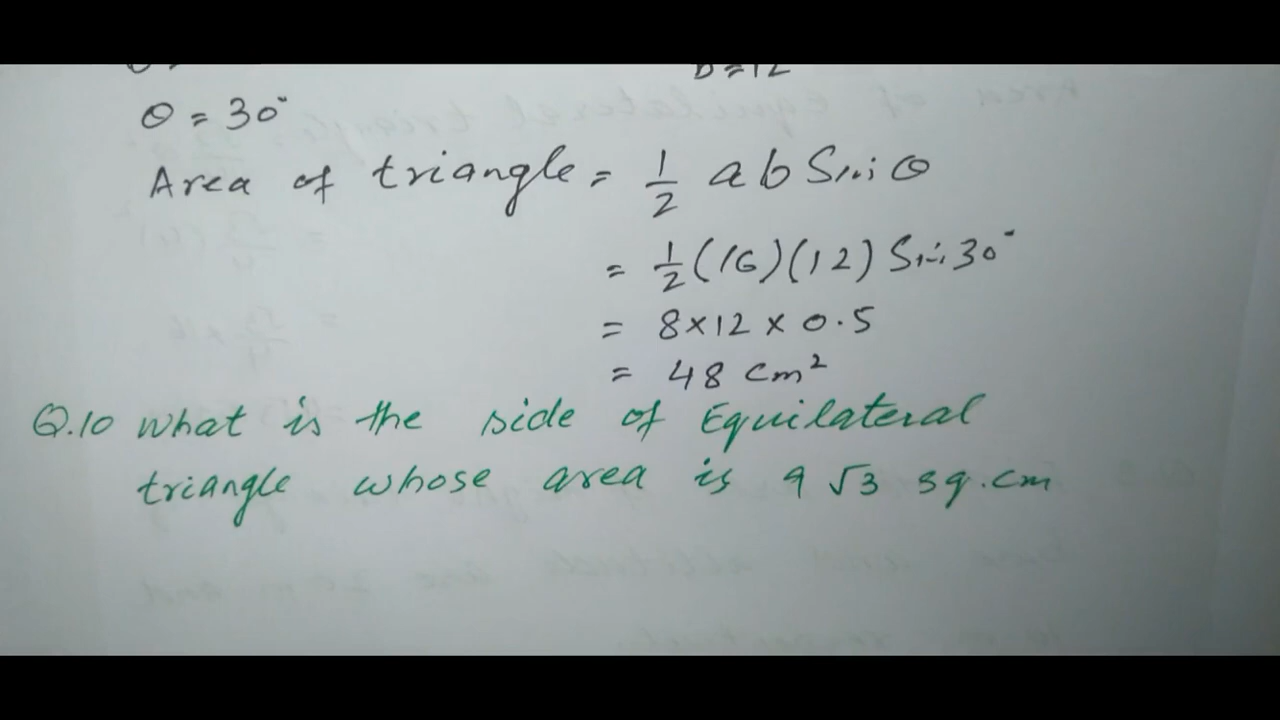 b = 12
θ = 30°
Area of triangle = 1/2 ab Sin θ
= 1/2 (16)(12) Sin 30°
= 8 × 12 × 0.5
= 48 cm²
Q.10 What is the side of Equilateral
triangle whose area is 9 √3 sq.cm